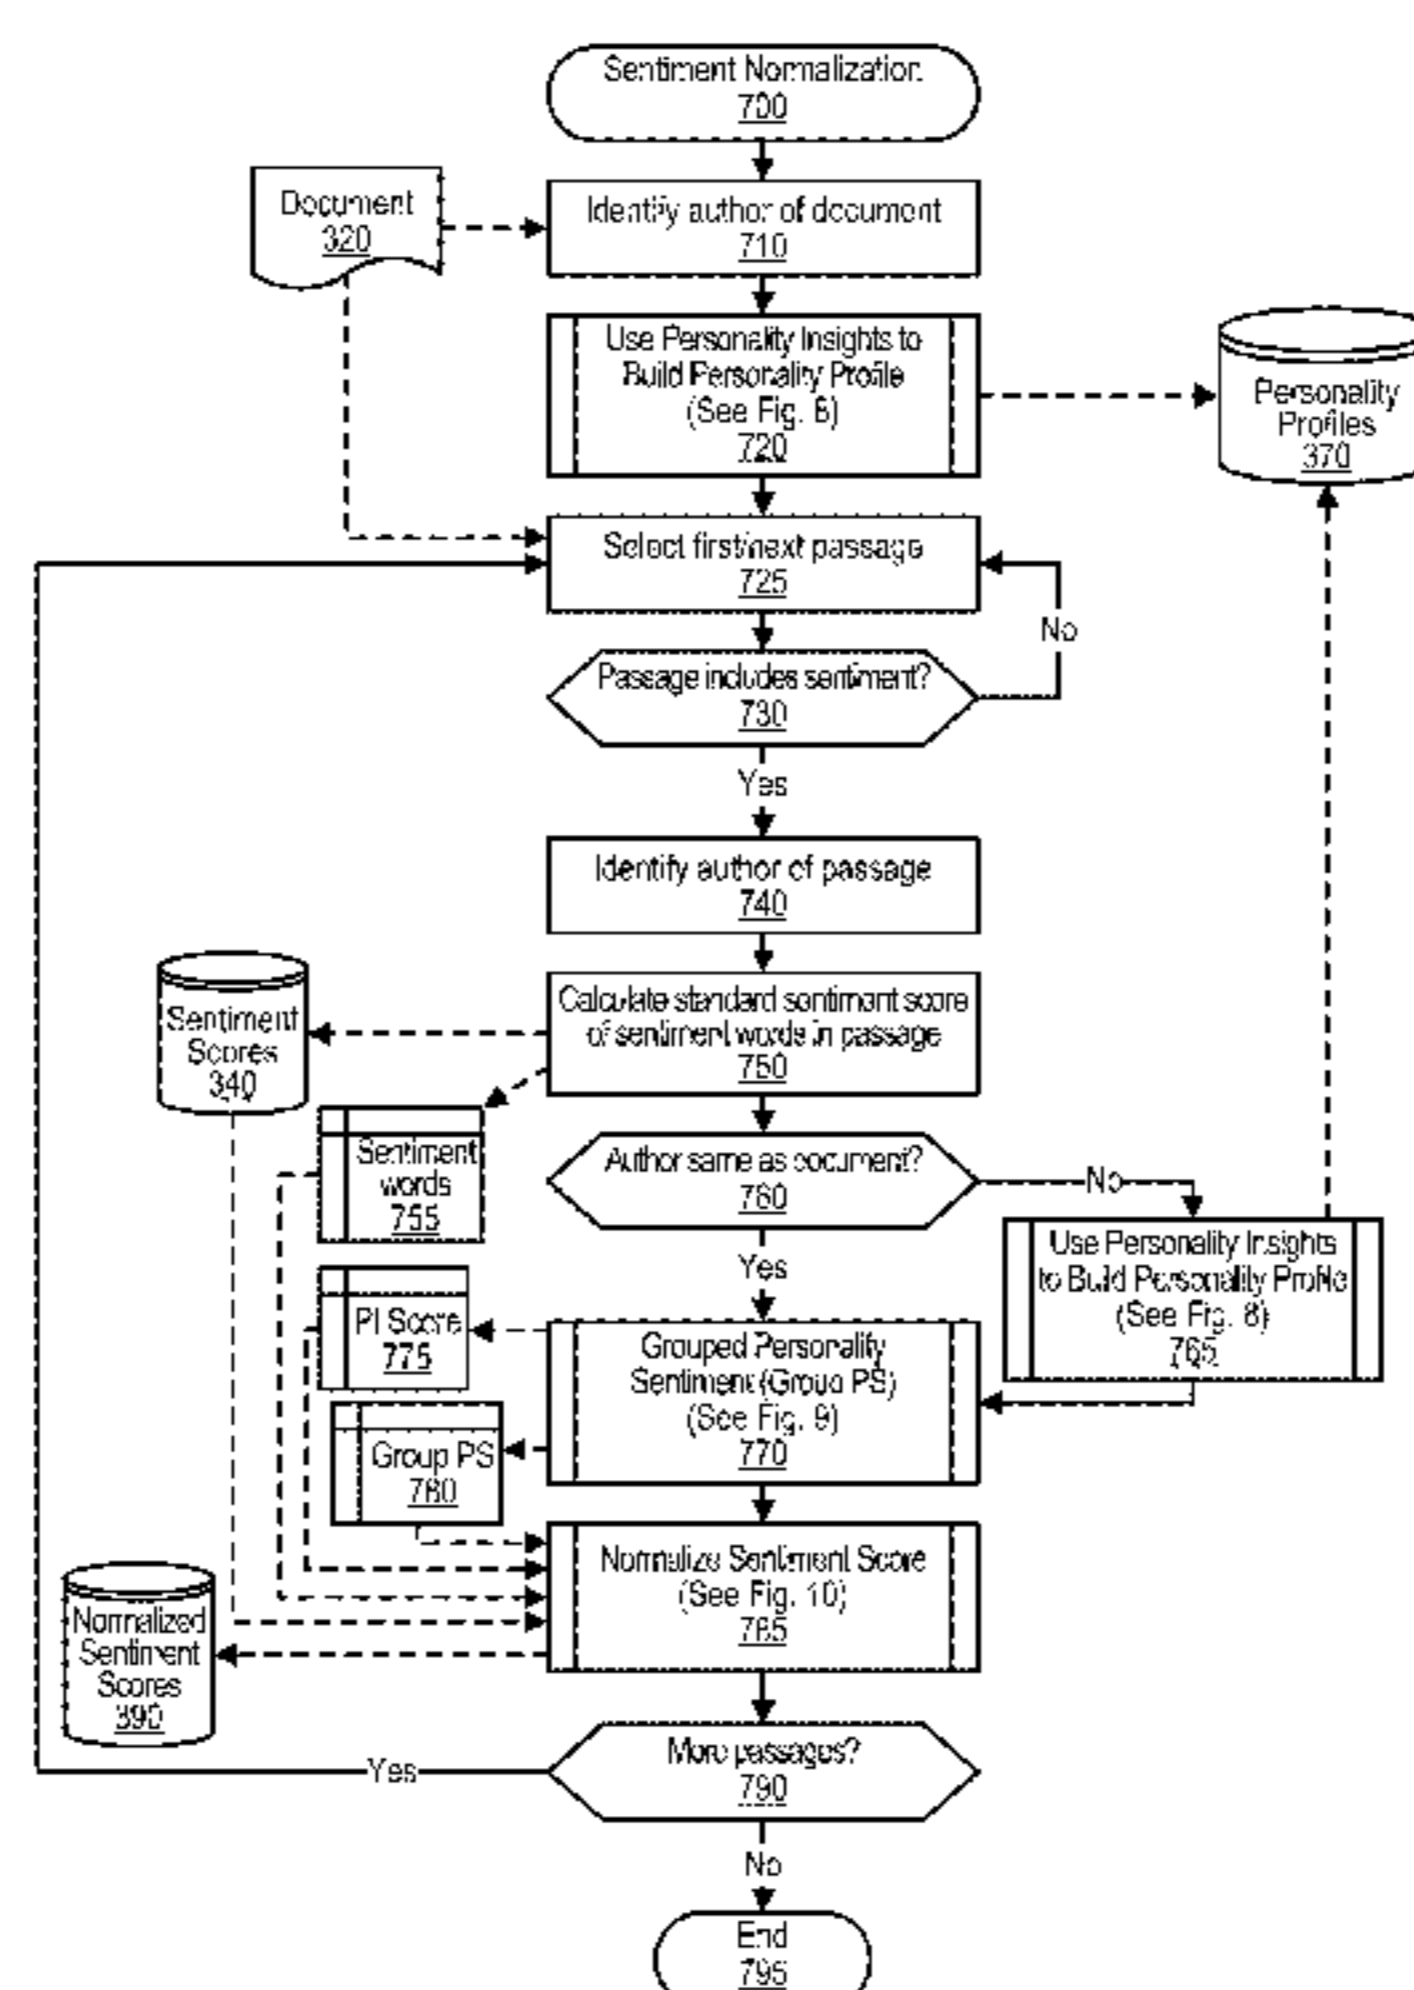 Sentiment Normalization
700
Document
320
Identify author of document
710
Use Personality Insights to
Build Personality Profile
(See Fig. 8)
720
Personality
Profiles
370
Select first/next passage
725
No
Passage includes sentiment?
730
Yes
Identify author of passage
740
Sentiment
Scores
340
Calculate standard sentiment score
of sentiment words in passage
750
Sentiment
words
755
Author same as document?
760
No
Yes
Use Personality Insights
to Build Personality Profile
(See Fig. 8)
765
PI Score
775
Grouped Personality
Sentiment (Group PS)
(See Fig. 9)
770
Group PS
780
Normalize Sentiment Score
(See Fig. 10)
785
Normalized
Sentiment
Scores
390
More passages?
790
Yes
No
End
795